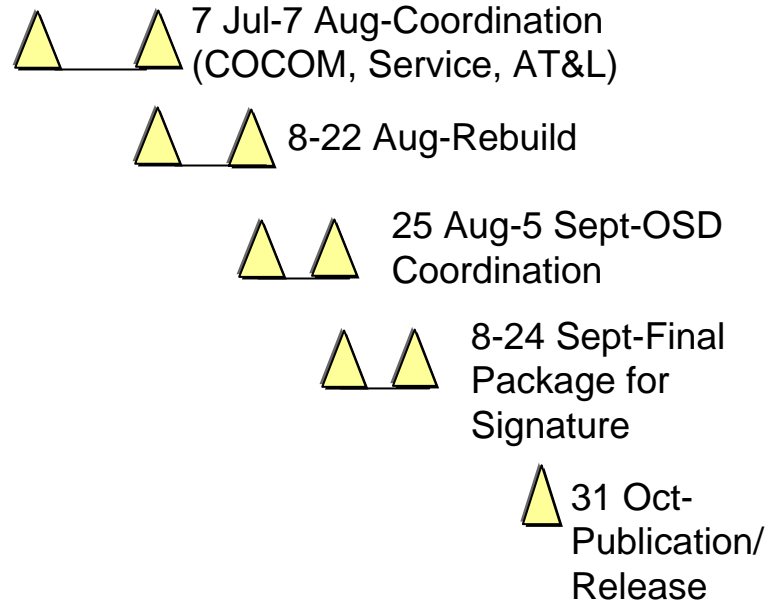 7 Jul-7 Aug-Coordination
(COCOM, Service, AT&L)
8-22 Aug-Rebuild
25 Aug-5 Sept-OSD
Coordination
8-24 Sept-Final
Package for
Signature
31 Oct-
Publication/
Release